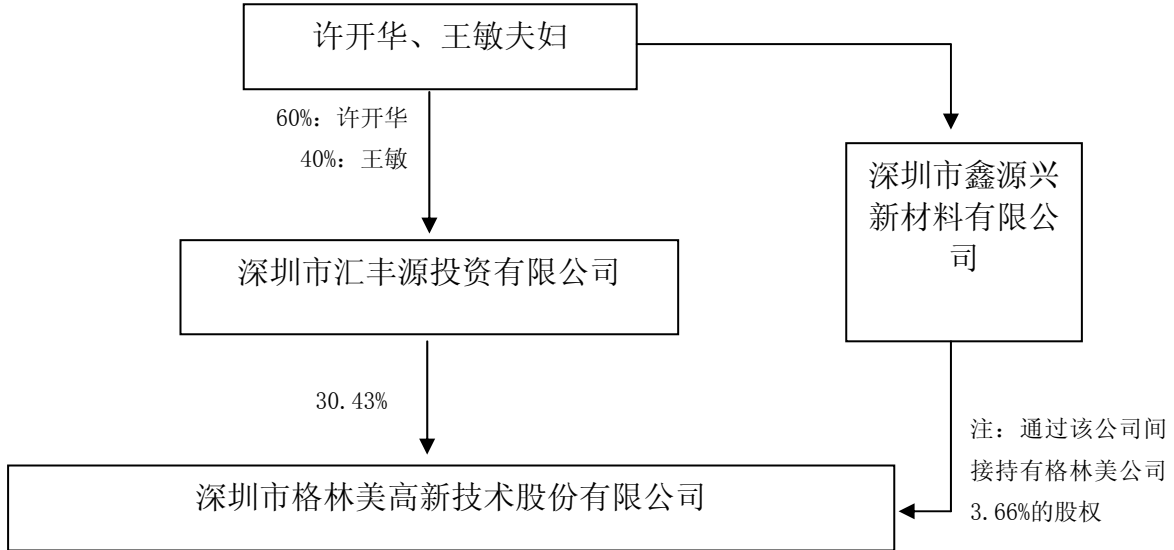 许开华、王敏夫妇
60%：许开华
40%：王敏
深圳市鑫源兴
新材料有限公
司
深圳市汇丰源投资有限公司
30.43%
注：通过该公司间
接持有格林美公司
3.66%的股权
深圳市格林美高新技术股份有限公司